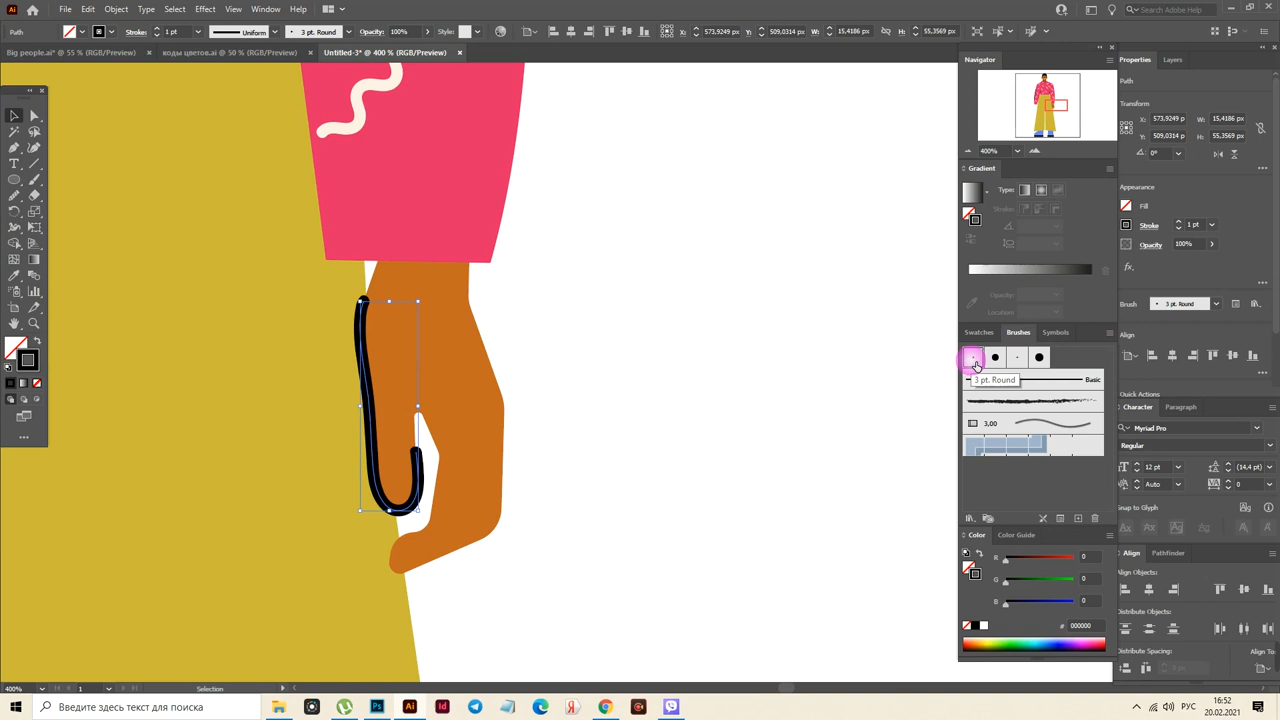 Ai File Edit Object Type Select Effect View Window Help
Search Adobe Help
Path Stroke: 1 pt Uniform 3 pt. Round Opacity: 100% Style: X: 573,9249 p Y: 509,0314 p W: 15,4186 px H: 55,3569 px
Big people.ai* @ 55 % (RGB/Preview) × коды цветов.ai @ 50 % (RGB/Preview) × Untitled-3* @ 400 % (RGB/Preview) ×
Navigator
400%
Gradient
Type:
Stroke:
Opacity:
Location:
Swatches Brushes Symbols
3 pt. Round
Basic
3,00
Color Color Guide
R 0
G 0
B 0
# 000000
Properties Layers
Path
Transform
X: 573,9249 p W: 15,4186 px
Y: 509,0314 p H: 55,3569 px
0°
Appearance
Fill
Stroke 1 pt
Opacity 100%
fx
Brush 3 pt. Round
Align
Quick Actions
Character Paragraph
Myriad Pro
Regular
12 pt (14,4 pt)
Auto 0
Snap to Glyph
Align Pathfinder
Align Objects:
Distribute Objects:
Distribute Spacing: Align To:
400% 1 Selection
Введите здесь текст для поиска
Ps Ai Id
РУС
16:52
20.02.2021